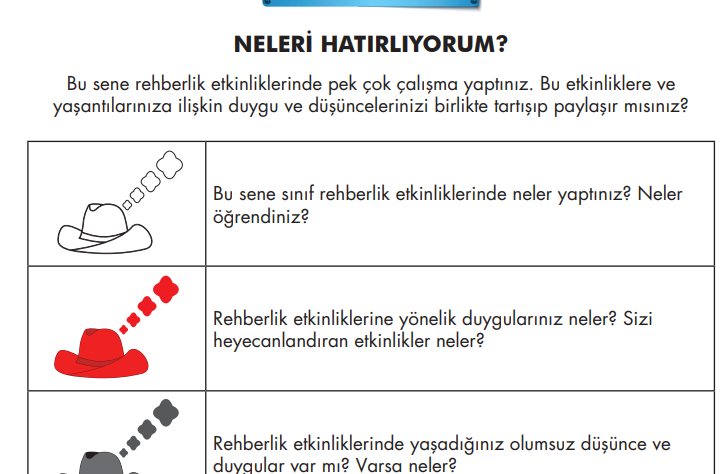 NELERİ HATIRLIYORUM?
Bu sene rehberlik etkinliklerinde pek çok çalışma yaptınız. Bu etkinliklere ve
yaşantılarınıza ilişkin duygu ve düşüncelerinizi birlikte tartışıp paylaşır mısınız?
Bu sene sınıf rehberlik etkinliklerinde neler yaptınız? Neler
öğrendiniz?
Rehberlik etkinliklerine yönelik duygularınız neler? Sizi
heyecanlandıran etkinlikler neler?
Rehberlik etkinliklerinde yaşadığınız olumsuz düşünce ve
duygular var mı? Varsa neler?